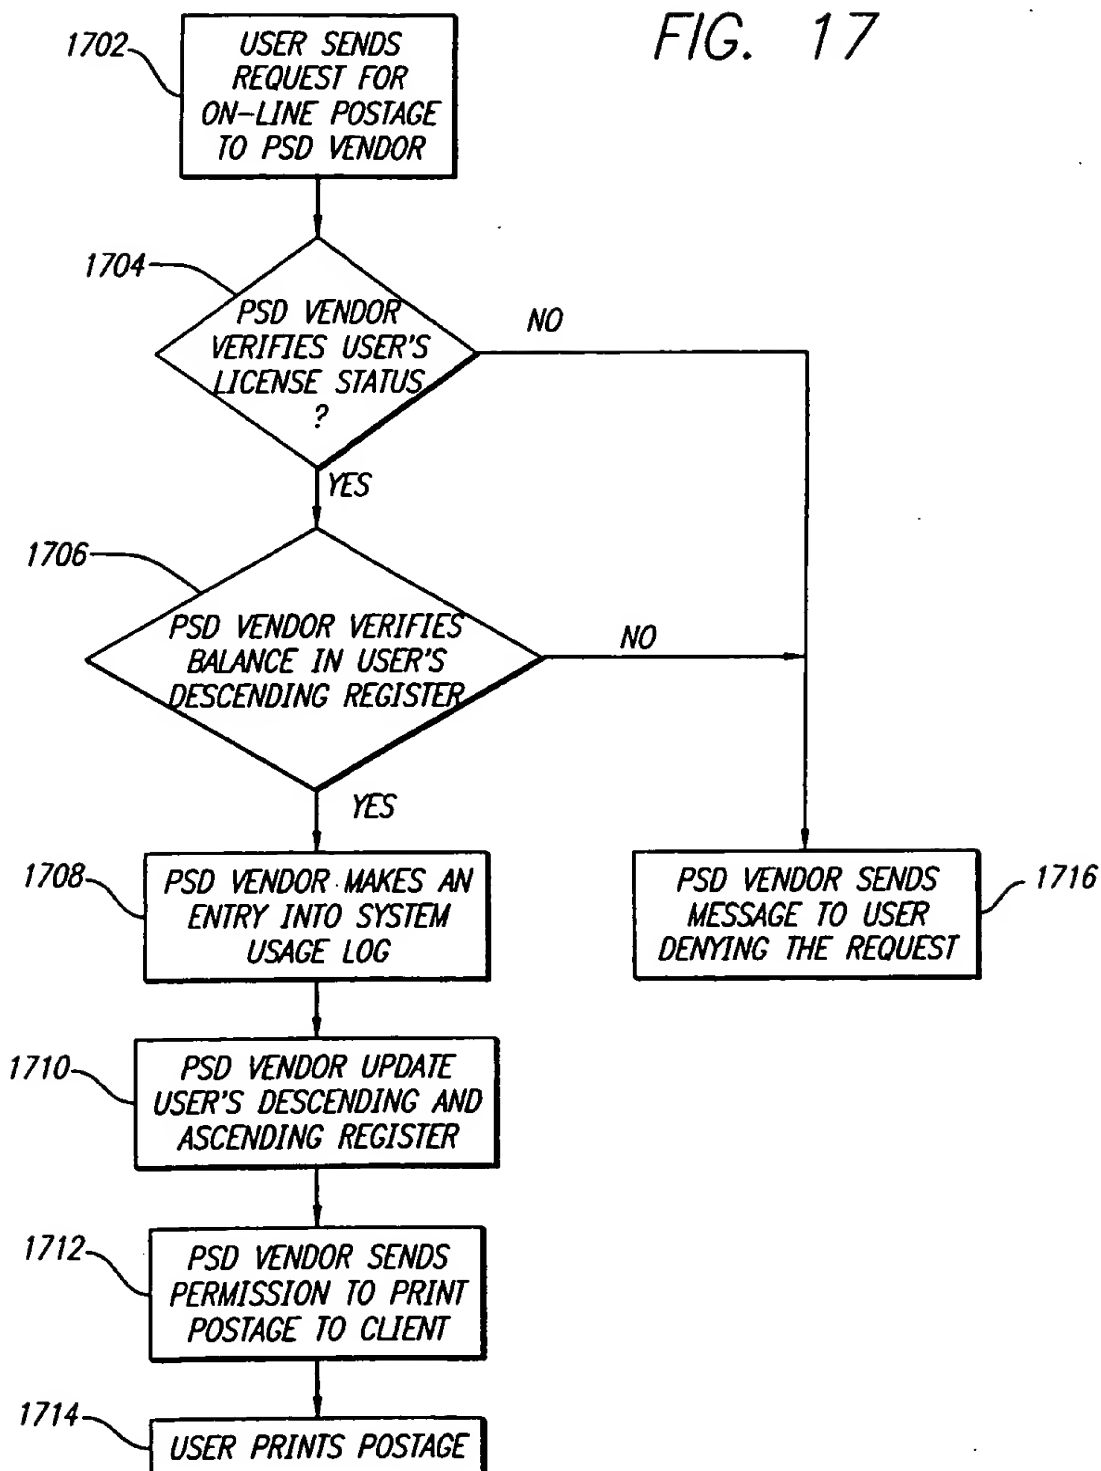 FIG. 17
1702
USER SENDS
REQUEST FOR
ON-LINE POSTAGE
TO PSD VENDOR
1704
PSD VENDOR
VERIFIES USER'S
LICENSE STATUS
?
NO
YES
1706
PSD VENDOR VERIFIES
BALANCE IN USER'S
DESCENDING REGISTER
NO
YES
1708
PSD VENDOR MAKES AN
ENTRY INTO SYSTEM
USAGE LOG
PSD VENDOR SENDS
MESSAGE TO USER
DENYING THE REQUEST
1716
1710
PSD VENDOR UPDATE
USER'S DESCENDING AND
ASCENDING REGISTER
1712
PSD VENDOR SENDS
PERMISSION TO PRINT
POSTAGE TO CLIENT
1714
USER PRINTS POSTAGE